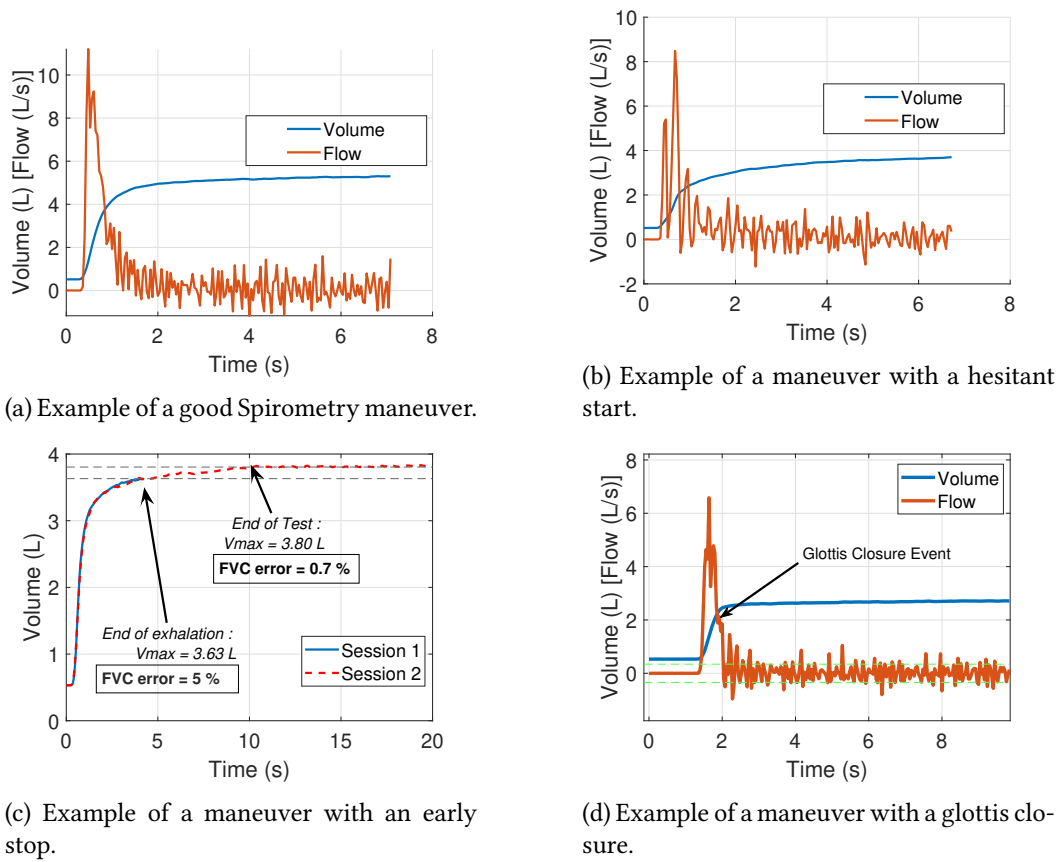 Volume (L) [Flow (L/s)]
10
8
6
4
2
0
Volume
Flow
0 2 4 6 8
Time (s)
(a) Example of a good Spirometry maneuver.
Volume (L) [Flow (L/s)]
10
8
6
4
2
0
-2
Volume
Flow
0 2 4 6 8
Time (s)
(b) Example of a maneuver with a hesitant
start.
Volume (L)
4
3
2
1
0
End of Test :
Vmax = 3.80 L
FVC error = 0.7 %
End of exhalation :
Vmax = 3.63 L
FVC error = 5 %
Session 1
Session 2
0 5 10 15 20
Time (s)
(c) Example of a maneuver with an early
stop.
Volume (L) [Flow (L/s)]
8
6
4
2
0
Volume
Flow
Glottis Closure Event
0 2 4 6 8
Time (s)
(d) Example of a maneuver with a glottis clo-
sure.